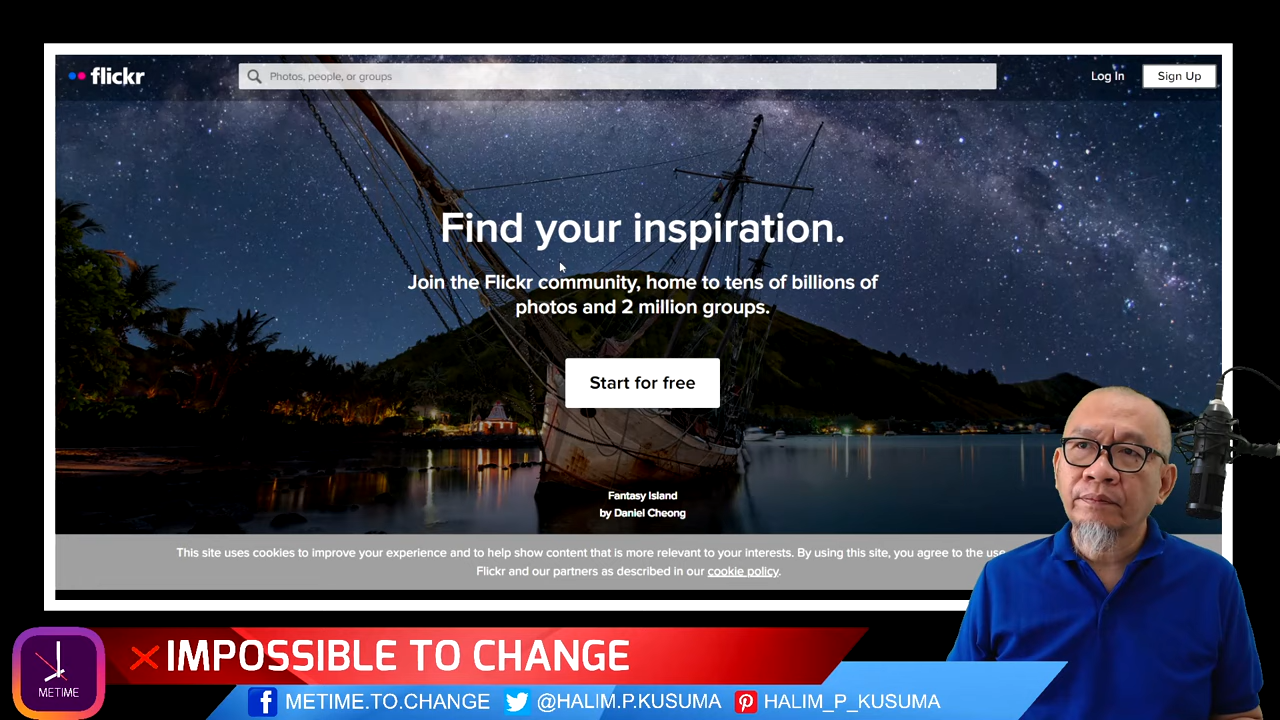 flickr
Photos, people, or groups
Log In
Sign Up
Find your inspiration.
Join the Flickr community, home to tens of billions of
photos and 2 million groups.
Start for free
Fantasy Island
by Daniel Cheong
This site uses cookies to improve your experience and to help show content that is more relevant to your interests. By using this site, you agree to the use
Flickr and our partners as described in our cookie policy.
IMPOSSIBLE TO CHANGE
METIME
METIME.TO.CHANGE
@HALIM.P.KUSUMA
HALIM_P_KUSUMA